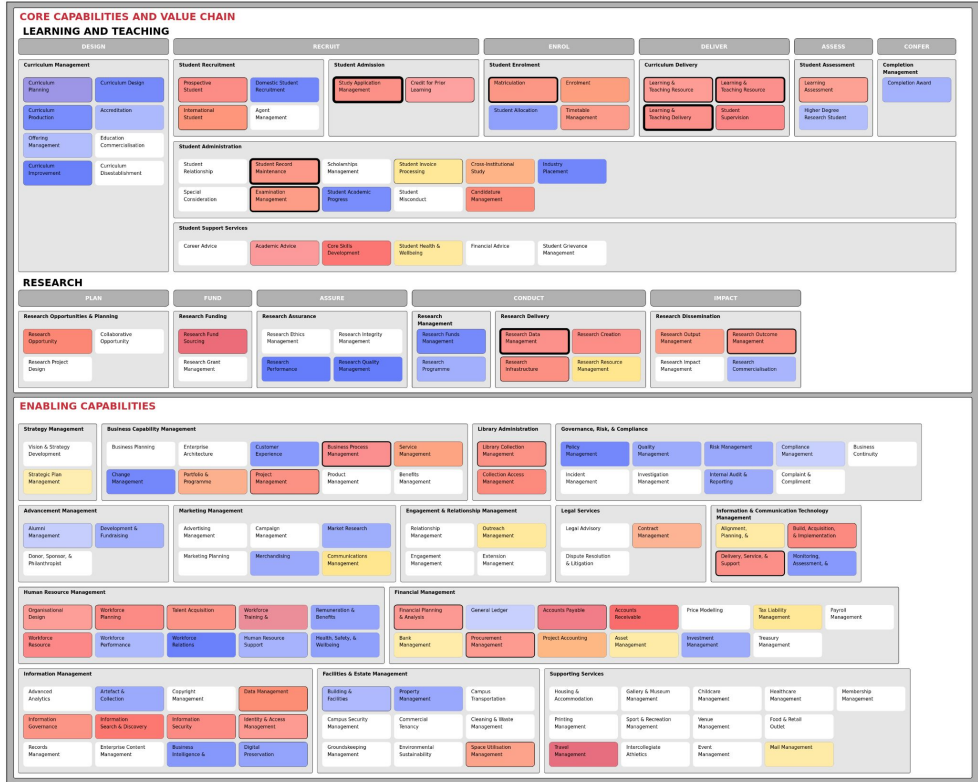 CORE CAPABILITIES AND VALUE CHAIN
LEARNING AND TEACHING
DESIGN
RECRUIT
ENROL
DELIVER
ASSESS
CONFER
Curriculum Management
Curriculum
Planning
Curriculum Design
Curriculum
Production
Accreditation
Offering
Management
Education
Commercialisation
Curriculum
Improvement
Curriculum
Disestablishment
Student Recruitment
Prospective
Student
Domestic Student
Recruitment
International
Student
Agent
Management
Student Admission
Study Application
Management
Credit for Prior
Learning
Student Enrolment
Matriculation
Enrolment
Student Allocation
Timetable
Management
Curriculum Delivery
Learning &
Teaching Resource
Learning &
Teaching Resource
Learning &
Teaching Delivery
Student
Supervision
Student Assessment
Learning
Assessment
Higher Degree
Research Student
Completion
Management
Completion Award
Student Administration
Student
Relationship
Student Record
Maintenance
Scholarships
Management
Student Invoice
Processing
Cross-Institutional
Study
Industry
Placement
Special
Consideration
Examination
Management
Student Academic
Progress
Student
Misconduct
Candidature
Management
Student Support Services
Career Advice
Academic Advice
Core Skills
Development
Student Health &
Wellbeing
Financial Advice
Student Grievance
Management
RESEARCH
PLAN
FUND
ASSURE
CONDUCT
IMPACT
Research Opportunities & Planning
Research
Opportunity
Collaborative
Opportunity
Research Project
Design
Research Funding
Research Fund
Sourcing
Research Grant
Management
Research Assurance
Research Ethics
Management
Research Integrity
Management
Research
Performance
Research Quality
Management
Research
Management
Research Funds
Management
Research
Programme
Research Delivery
Research Data
Management
Research Creation
Management
Research
Infrastructure
Research Resource
Management
Research Dissemination
Research Output
Management
Research Outcome
Management
Research Impact
Management
Research
Commercialisation
ENABLING CAPABILITIES
Strategy Management
Vision & Strategy
Development
Strategic Plan
Management
Business Capability Management
Business Planning
Enterprise
Architecture
Customer
Experience
Business Process
Management
Service
Management
Change
Management
Portfolio &
Programme
Project
Management
Product
Management
Benefits
Management
Library Administration
Library Collection
Management
Collection Access
Management
Governance, Risk, & Compliance
Policy
Management
Quality
Management
Risk Management
Compliance
Management
Business
Continuity
Incident
Management
Investigation
Management
Internal Audit &
Reporting
Complaint &
Compliment
Advancement Management
Alumni
Management
Development &
Fundraising
Donor, Sponsor, &
Philanthropist
Marketing Management
Advertising
Management
Campaign
Management
Market Research
Marketing Planning
Merchandising
Communications
Management
Engagement & Relationship Management
Relationship
Management
Outreach
Management
Engagement
Management
Extension
Management
Legal Services
Legal Advisory
Contract
Management
Dispute Resolution
& Litigation
Information & Communication Technology
Management
Alignment,
Planning, &
Build, Acquisition,
& Implementation
Delivery, Service, &
Support
Monitoring,
Assessment, &
Human Resource Management
Organisational
Design
Workforce
Planning
Talent Acquisition
Workforce
Training &
Remuneration &
Benefits
Workforce
Resource
Workforce
Performance
Workforce
Relations
Human Resource
Support
Health, Safety, &
Wellbeing
Financial Management
Financial Planning
& Analysis
General Ledger
Accounts Payable
Accounts
Receivable
Price Modelling
Tax Liability
Management
Payroll
Management
Bank
Management
Procurement
Management
Project Accounting
Asset
Management
Investment
Management
Treasury
Management
Information Management
Advanced
Analytics
Artefact &
Collection
Copyright
Management
Data Management
Information
Governance
Information
Search & Discovery
Information
Security
Identity & Access
Management
Records
Management
Enterprise Content
Management
Business
Intelligence &
Digital
Preservation
Facilities & Estate Management
Building &
Facilities
Property
Management
Campus
Transportation
Campus Security
Management
Commercial
Tenancy
Cleaning & Waste
Management
Groundskeeping
Management
Environmental
Sustainability
Space Utilisation
Management
Supporting Services
Housing &
Accommodation
Gallery & Museum
Management
Childcare
Management
Healthcare
Management
Membership
Management
Printing
Management
Sport & Recreation
Management
Venue
Management
Food & Retail
Outlet
Travel
Management
Intercollegiate
Athletics
Event
Management
Mail Management